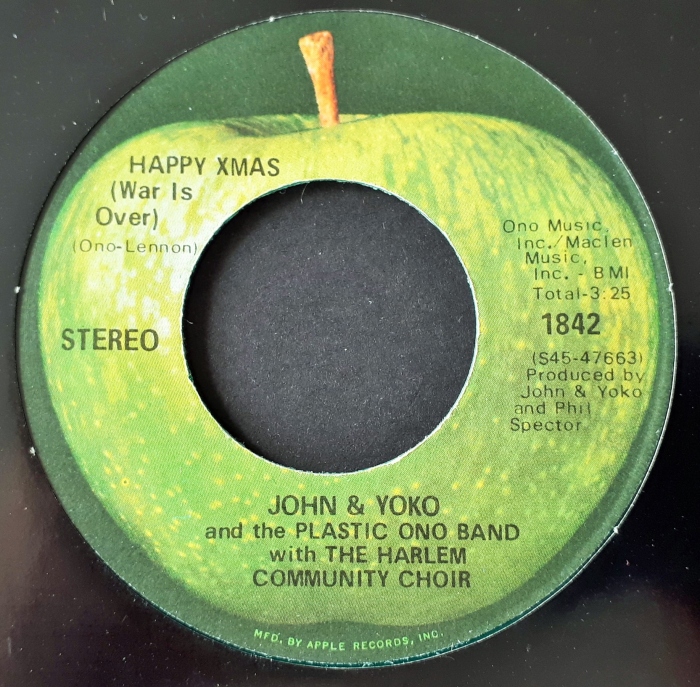 HAPPY XMAS
(War Is
Over)
(Ono-Lennon)
STEREO
Ono Music,
Inc./Maclen
Music,
Inc. - BMI
Total-3:25
1842
(S45-47663)
Produced by
John & Yoko
and Phil
Spector
JOHN & YOKO
and the PLASTIC ONO BAND
with THE HARLEM
COMMUNITY CHOIR
MFD. BY APPLE RECORDS, INC.